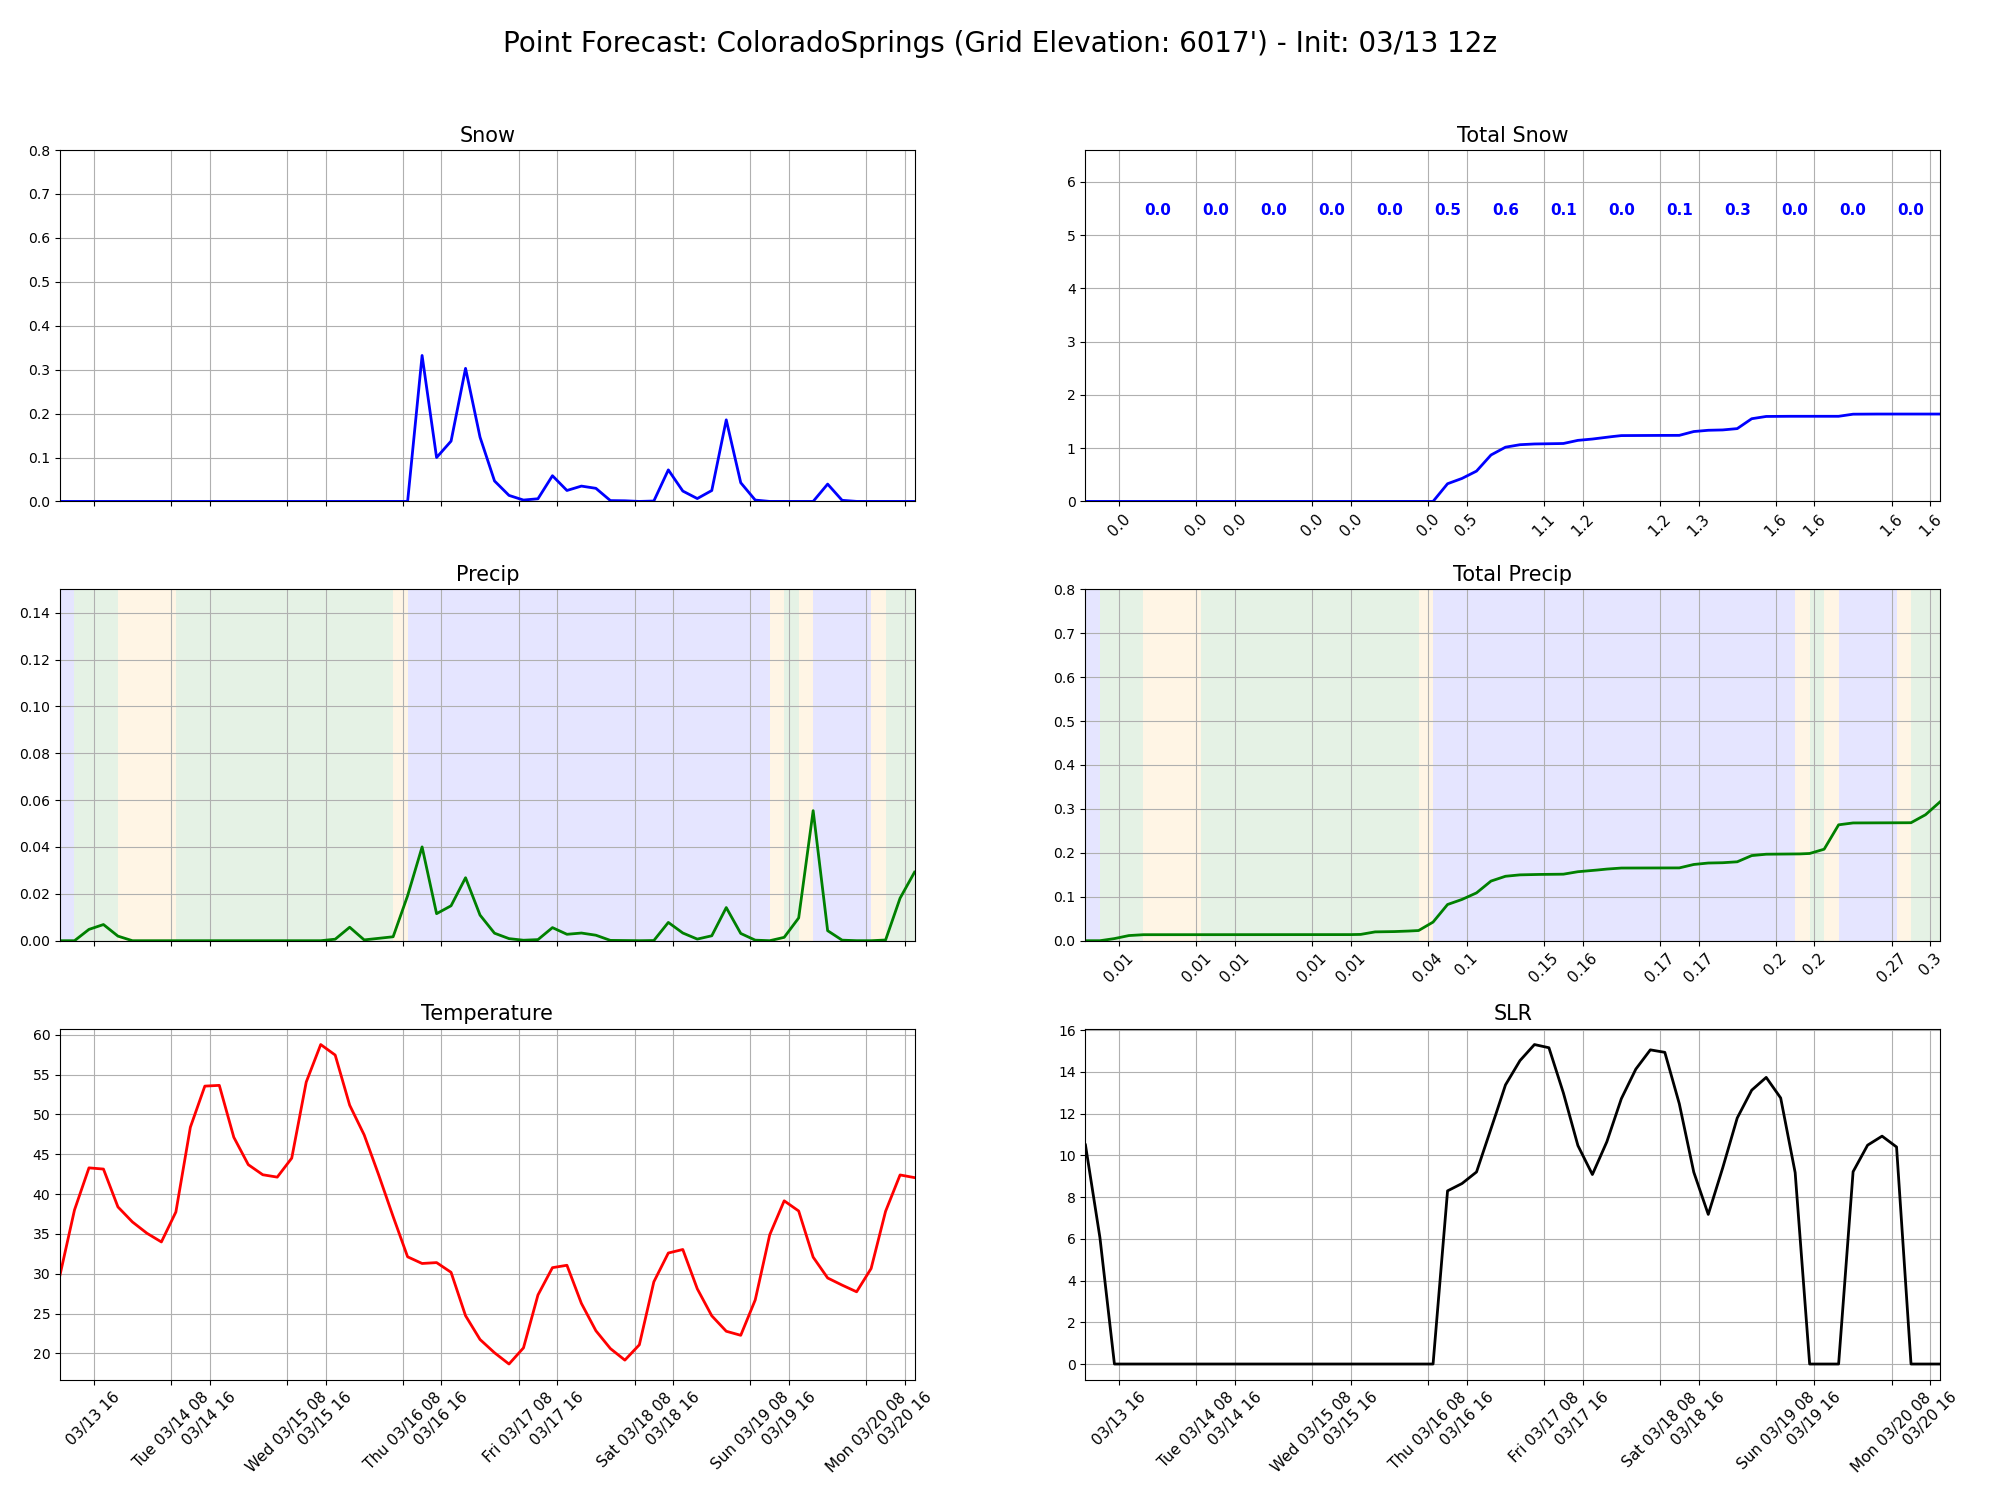 Point Forecast: ColoradoSprings (Grid Elevation: 6017') - Init: 03/13 12z
Snow
0.8
0.7
0.6
0.5
0.4
0.3
0.2
0.1
0.0
Total Snow
6
5
4
3
2
1
0
0.0 0.0 0.0 0.0 0.0 0.5 0.6 0.1 0.0 0.1 0.3 0.0 0.0 0.0
0.0 0.0 0.0 0.0 0.0 0.0 0.5 1.1 1.2 1.2 1.3 1.6 1.6 1.6 1.6
Precip
0.14
0.12
0.10
0.08
0.06
0.04
0.02
0.00
Total Precip
0.8
0.7
0.6
0.5
0.4
0.3
0.2
0.1
0.0
0.01 0.01 0.01 0.01 0.01 0.04 0.1 0.15 0.16 0.17 0.17 0.2 0.2 0.27 0.3
Temperature
60
55
50
45
40
35
30
25
20
03/13 16
Tue 03/14 08
03/14 16
Wed 03/15 08
03/15 16
Thu 03/16 08
03/16 16
Fri 03/17 08
03/17 16
Sat 03/18 08
03/18 16
Sun 03/19 08
03/19 16
Mon 03/20 08
03/20 16
SLR
16
14
12
10
8
6
4
2
0
03/13 16
Tue 03/14 08
03/14 16
Wed 03/15 08
03/15 16
Thu 03/16 08
03/16 16
Fri 03/17 08
03/17 16
Sat 03/18 08
03/18 16
Sun 03/19 08
03/19 16
Mon 03/20 08
03/20 16